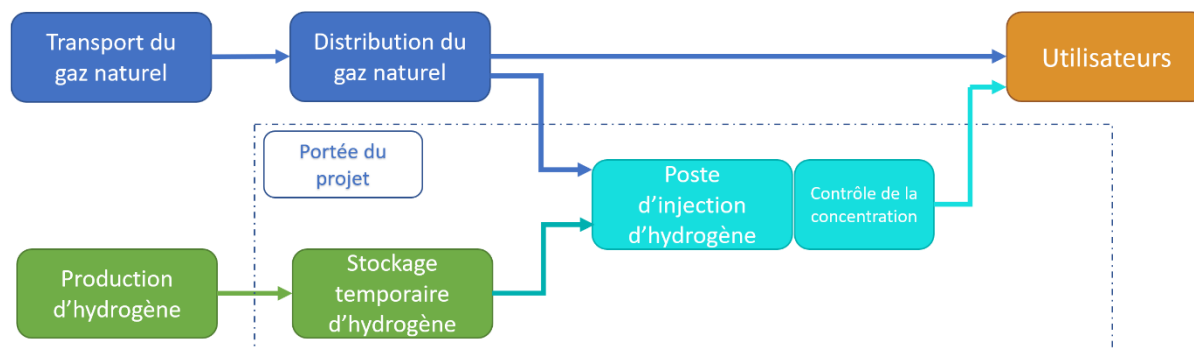 Transport du
gaz naturel
Distribution du
gaz naturel
Utilisateurs
Portée du
projet
Poste
d'injection
d'hydrogène
Contrôle de la
concentration
Production
d'hydrogène
Stockage
temporaire
d'hydrogène